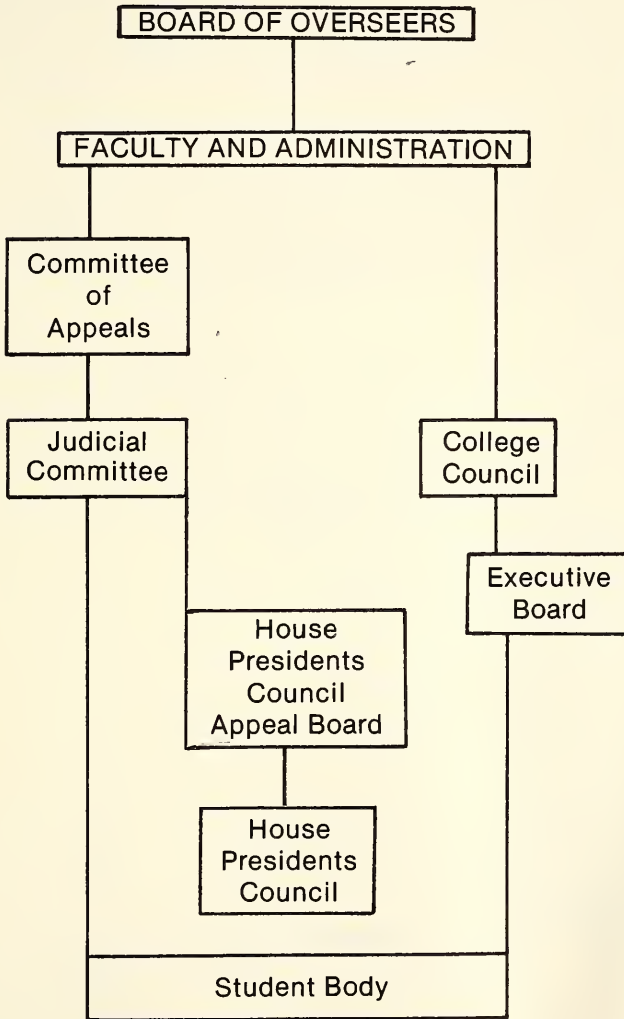 BOARD OF OVERSEERS
FACULTY AND ADMINISTRATION
Committee
of
Appeals
Judicial
Committee
College
Council
Executive
Board
House
Presidents
Council
Appeal Board
House
Presidents
Council
Student Body